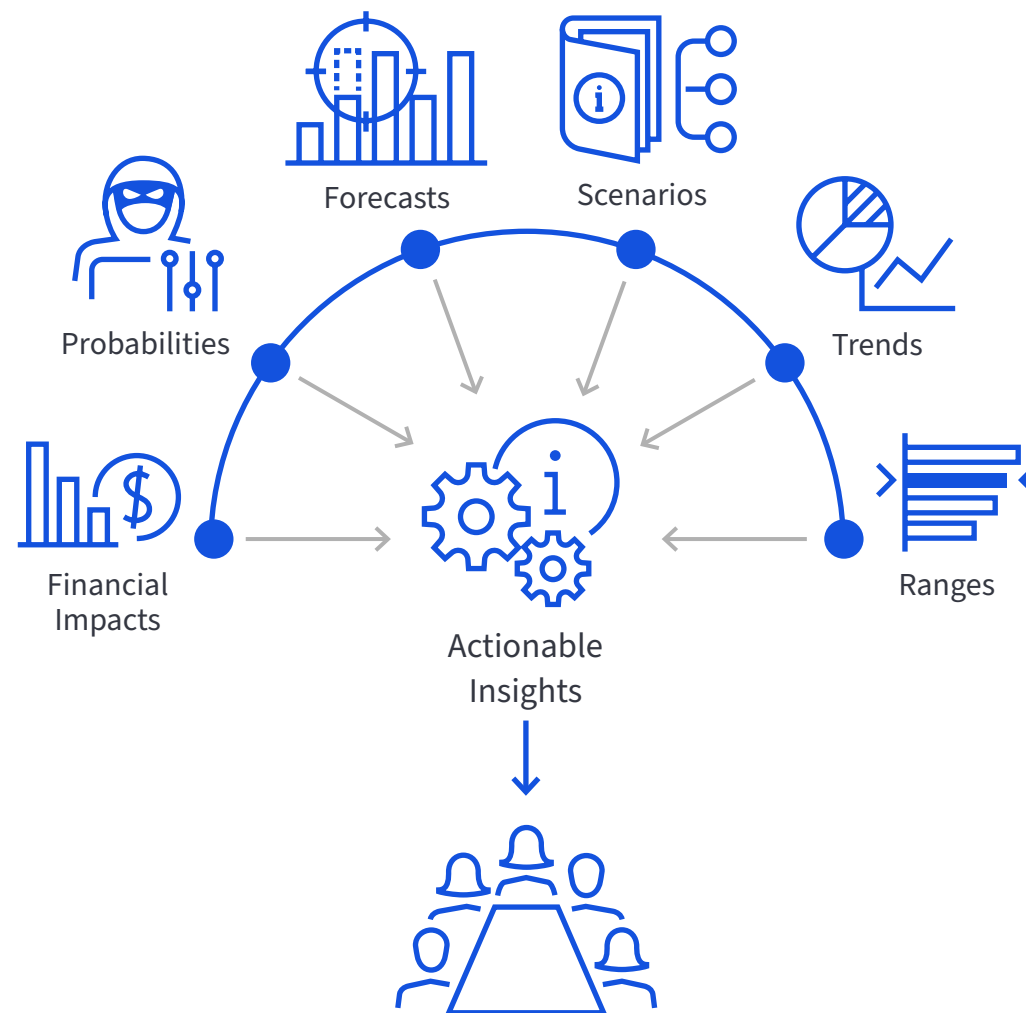 Forecasts
Scenarios
Probabilities
Trends
Financial
Impacts
Ranges
Actionable
Insights